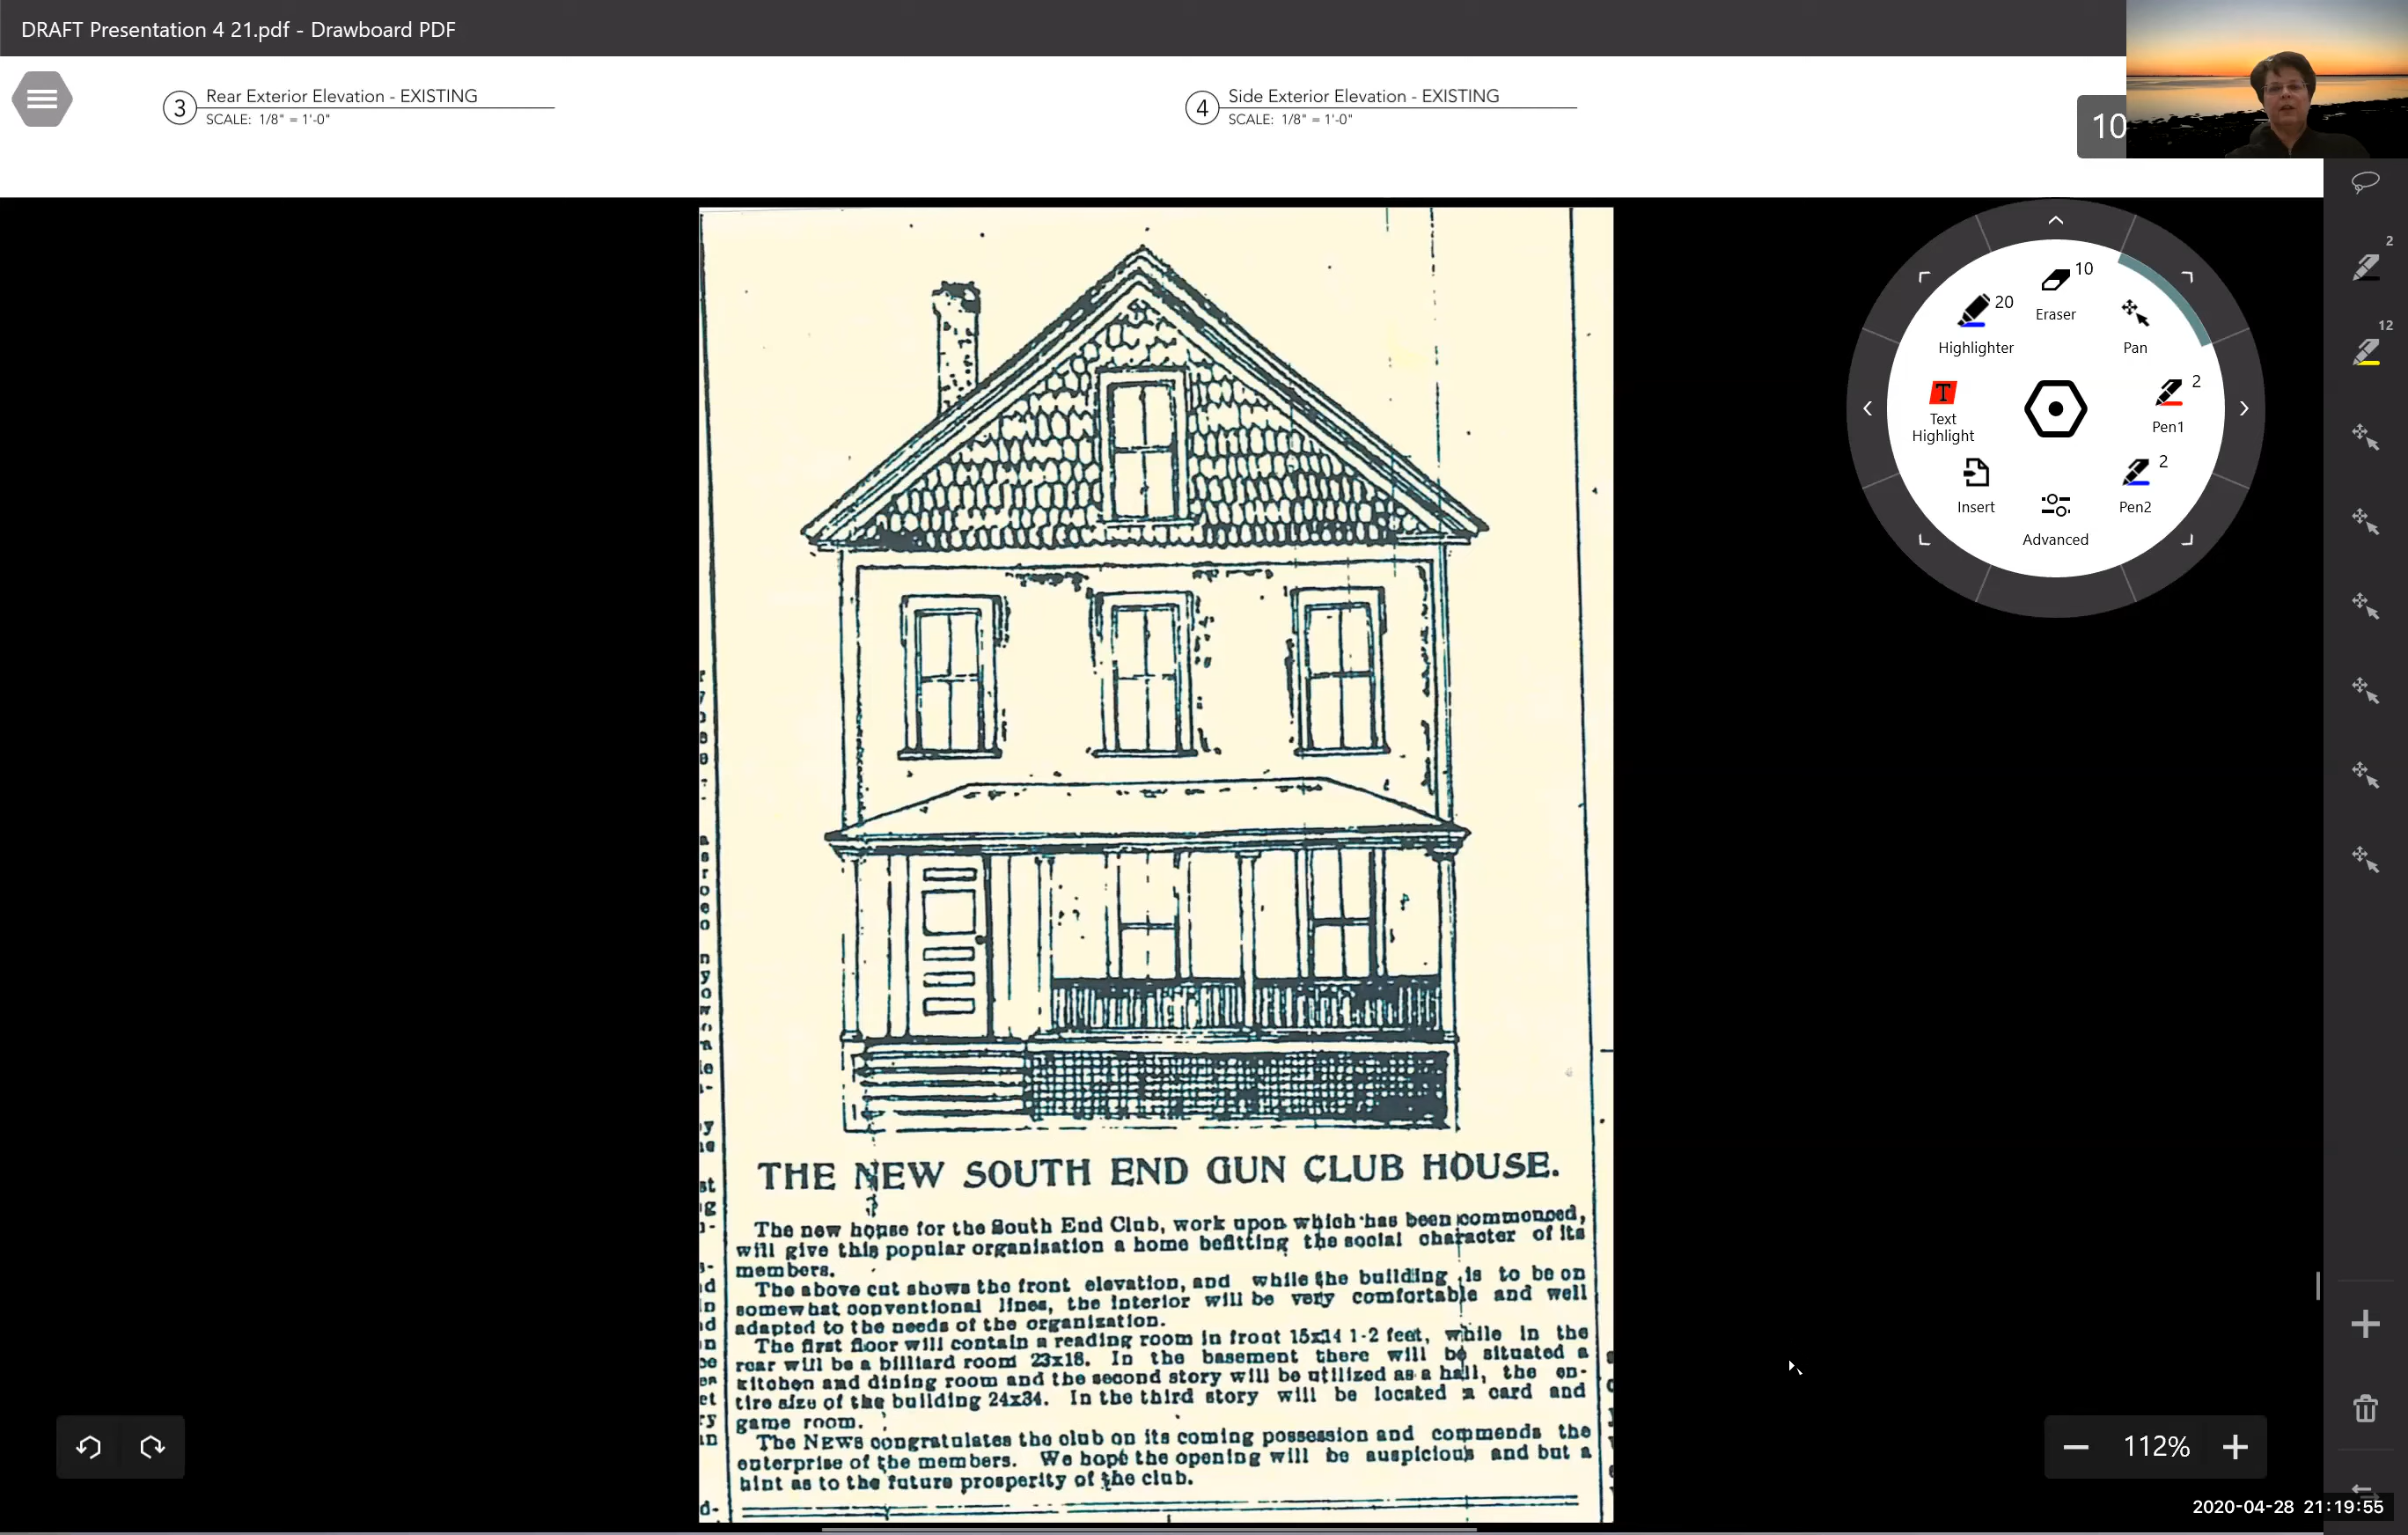 DRAFT Presentation 4 21.pdf - Drawboard PDF
3 Rear Exterior Elevation - EXISTING
SCALE: 1/8" = 1'-0"
4 Side Exterior Elevation - EXISTING
SCALE: 1/8" = 1'-0"
10
2
12
10
Eraser
20
Highlighter
Pan
T
Text
Highlight
2
Pen1
Insert
2
Pen2
Advanced
THE NEW SOUTH END GUN CLUB HOUSE.
The new house for the South End Club, work upon which has been commenced,
will give this popular organisation a home befitting the social character of its
members.
The above cut shows the front elevation, and while the building is to be on
somewhat conventional lines, the interior will be very comfortable and well
adapted to the needs of the organization.
The first floor will contain a reading room in front 15x14 1-2 feet, while in the
rear will be a billiard room 23x18. In the basement there will be situated a
kitchen and dining room and the second story will be utilized as a hall, the en-
tire size of the building 24x34. In the third story will be located a card and
game room.
The NEWS congratulates the club on its coming possession and commends the
enterprise of the members. We hope the opening will be auspicious and but a
hint as to the future prosperity of the club.
112%
2020-04-28 21:19:55